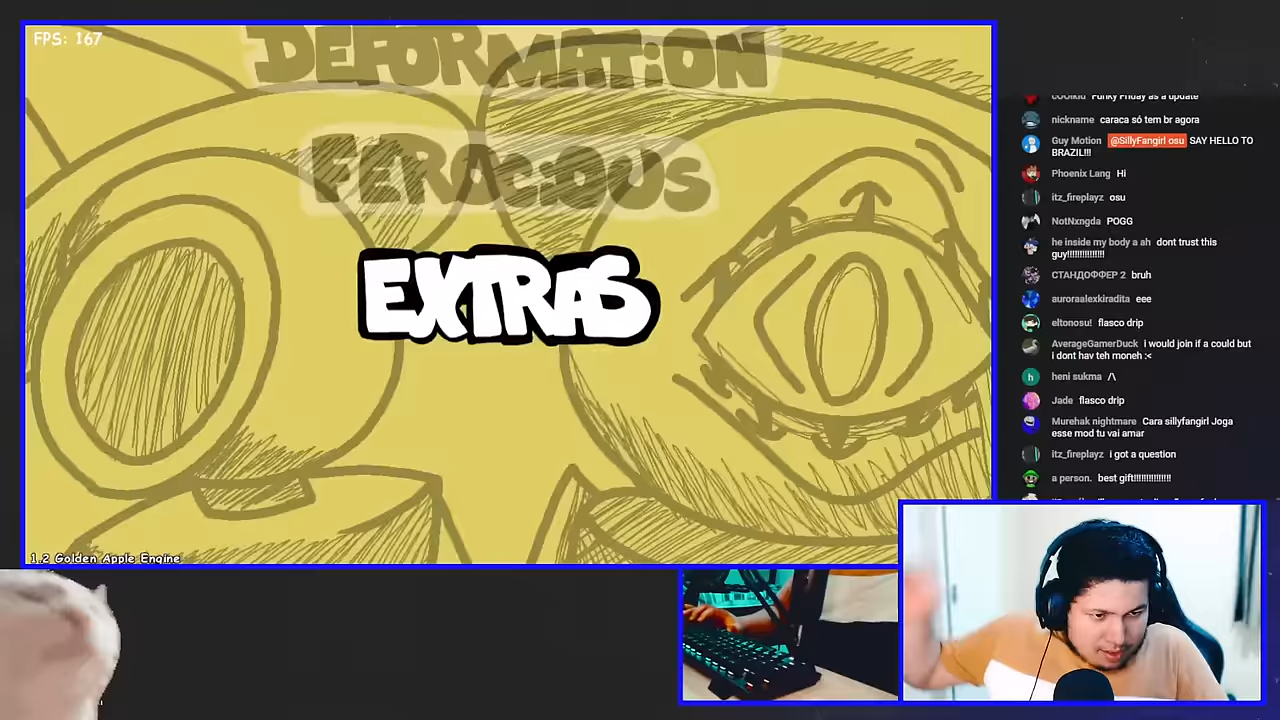 FPS: 167
DEFORMATION
FEROCIOUS
EXTRAS
1.2 Golden Apple Engine
Funky Friday as a update
nickname caraca só tem br agora
Guy Motion @SillyFangirl osu SAY HELLO TO
BRAZIL!!!
Phoenix Lang Hi
itz_fireplayz osu
NotNxngda POGG
he inside my body a ah dont trust this
guy!!!!!!!!!!!!!!!
СТАНДОФФЕР 2 bruh
auroraalexkiradita eee
eltonosu! flasco drip
AverageGamerDuck i would join if a could but
i dont hav teh moneh :<
heni sukma /\
Jade flasco drip
Murehak nightmare Cara sillyfangirl Joga
esse mod tu vai amar
itz_fireplayz i got a question
a person. best gift!!!!!!!!!!!!!!!